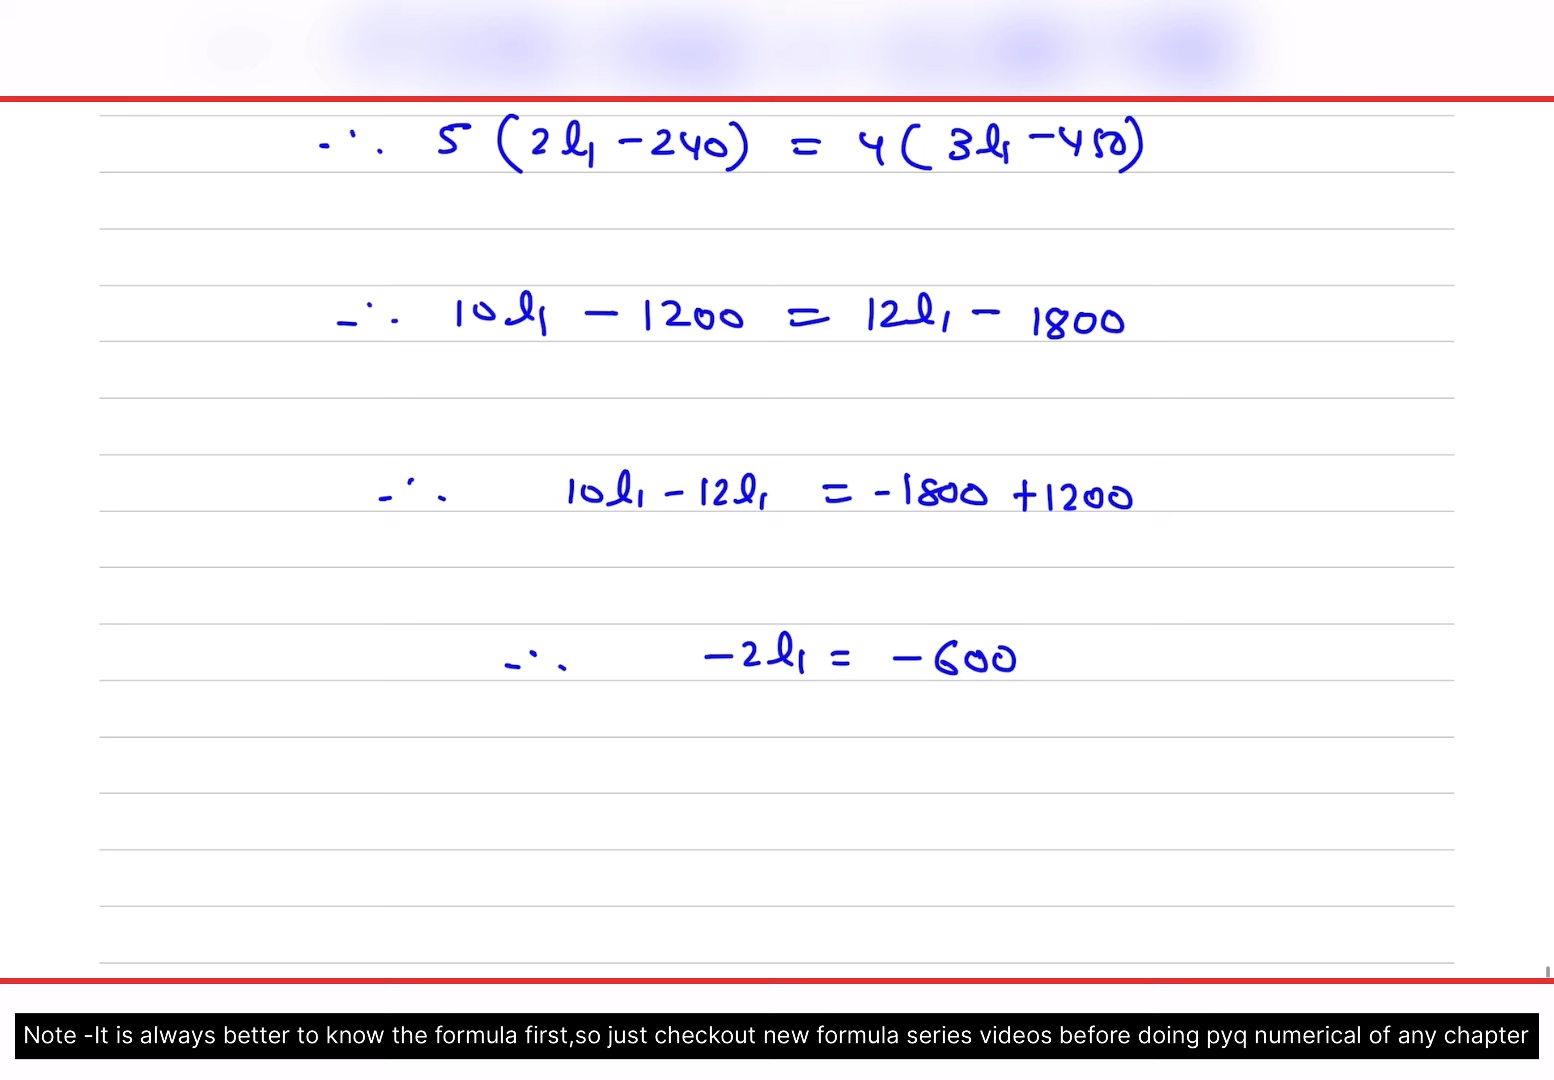 ∴ 5 (2l₁ - 240) = 4 (3l₁ - 450)
∴ 10l₁ - 1200 = 12l₁ - 1800
∴ 10l₁ - 12l₁ = -1800 + 1200
∴ -2l₁ = -600
Note -It is always better to know the formula first,so just checkout new formula series videos before doing pyq numerical of any chapter